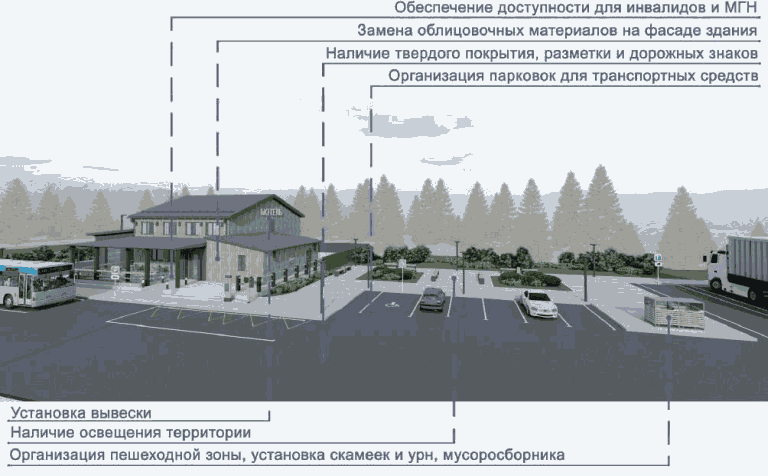 Обеспечение доступности для инвалидов и МГН
Замена облицовочных материалов на фасаде здания
Наличие твердого покрытия, разметки и дорожных знаков
Организация парковок для транспортных средств
МОТЕЛЬ
Установка вывески
Наличие освещения территории
Организация пешеходной зоны, установка скамеек и урн, мусоросборника